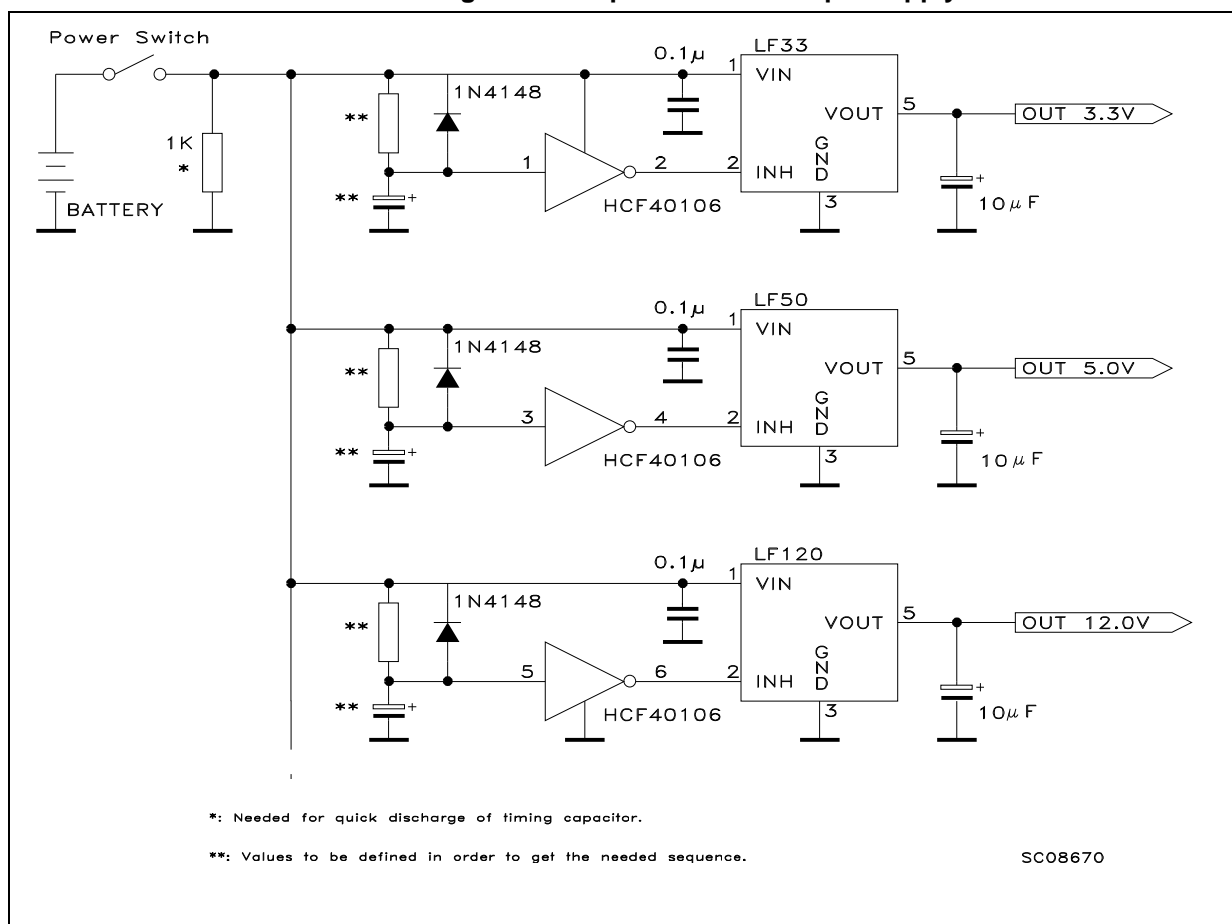 Power Switch
1K
*
BATTERY
**
**
1N4148
1
2
HCF40106
0.1µ
LF33
1
VIN
VOUT
5
2
INH
GND
3
+
+
10µF
OUT 3.3V
**
**
1N4148
3
4
HCF40106
0.1µ
LF50
1
VIN
VOUT
5
2
INH
GND
3
+
+
10µF
OUT 5.0V
**
**
1N4148
5
6
HCF40106
0.1µ
LF120
1
VIN
VOUT
5
2
INH
GND
3
+
+
10µF
OUT 12.0V
*: Needed for quick discharge of timing capacitor.
**: Values to be defined in order to get the needed sequence.
SC08670